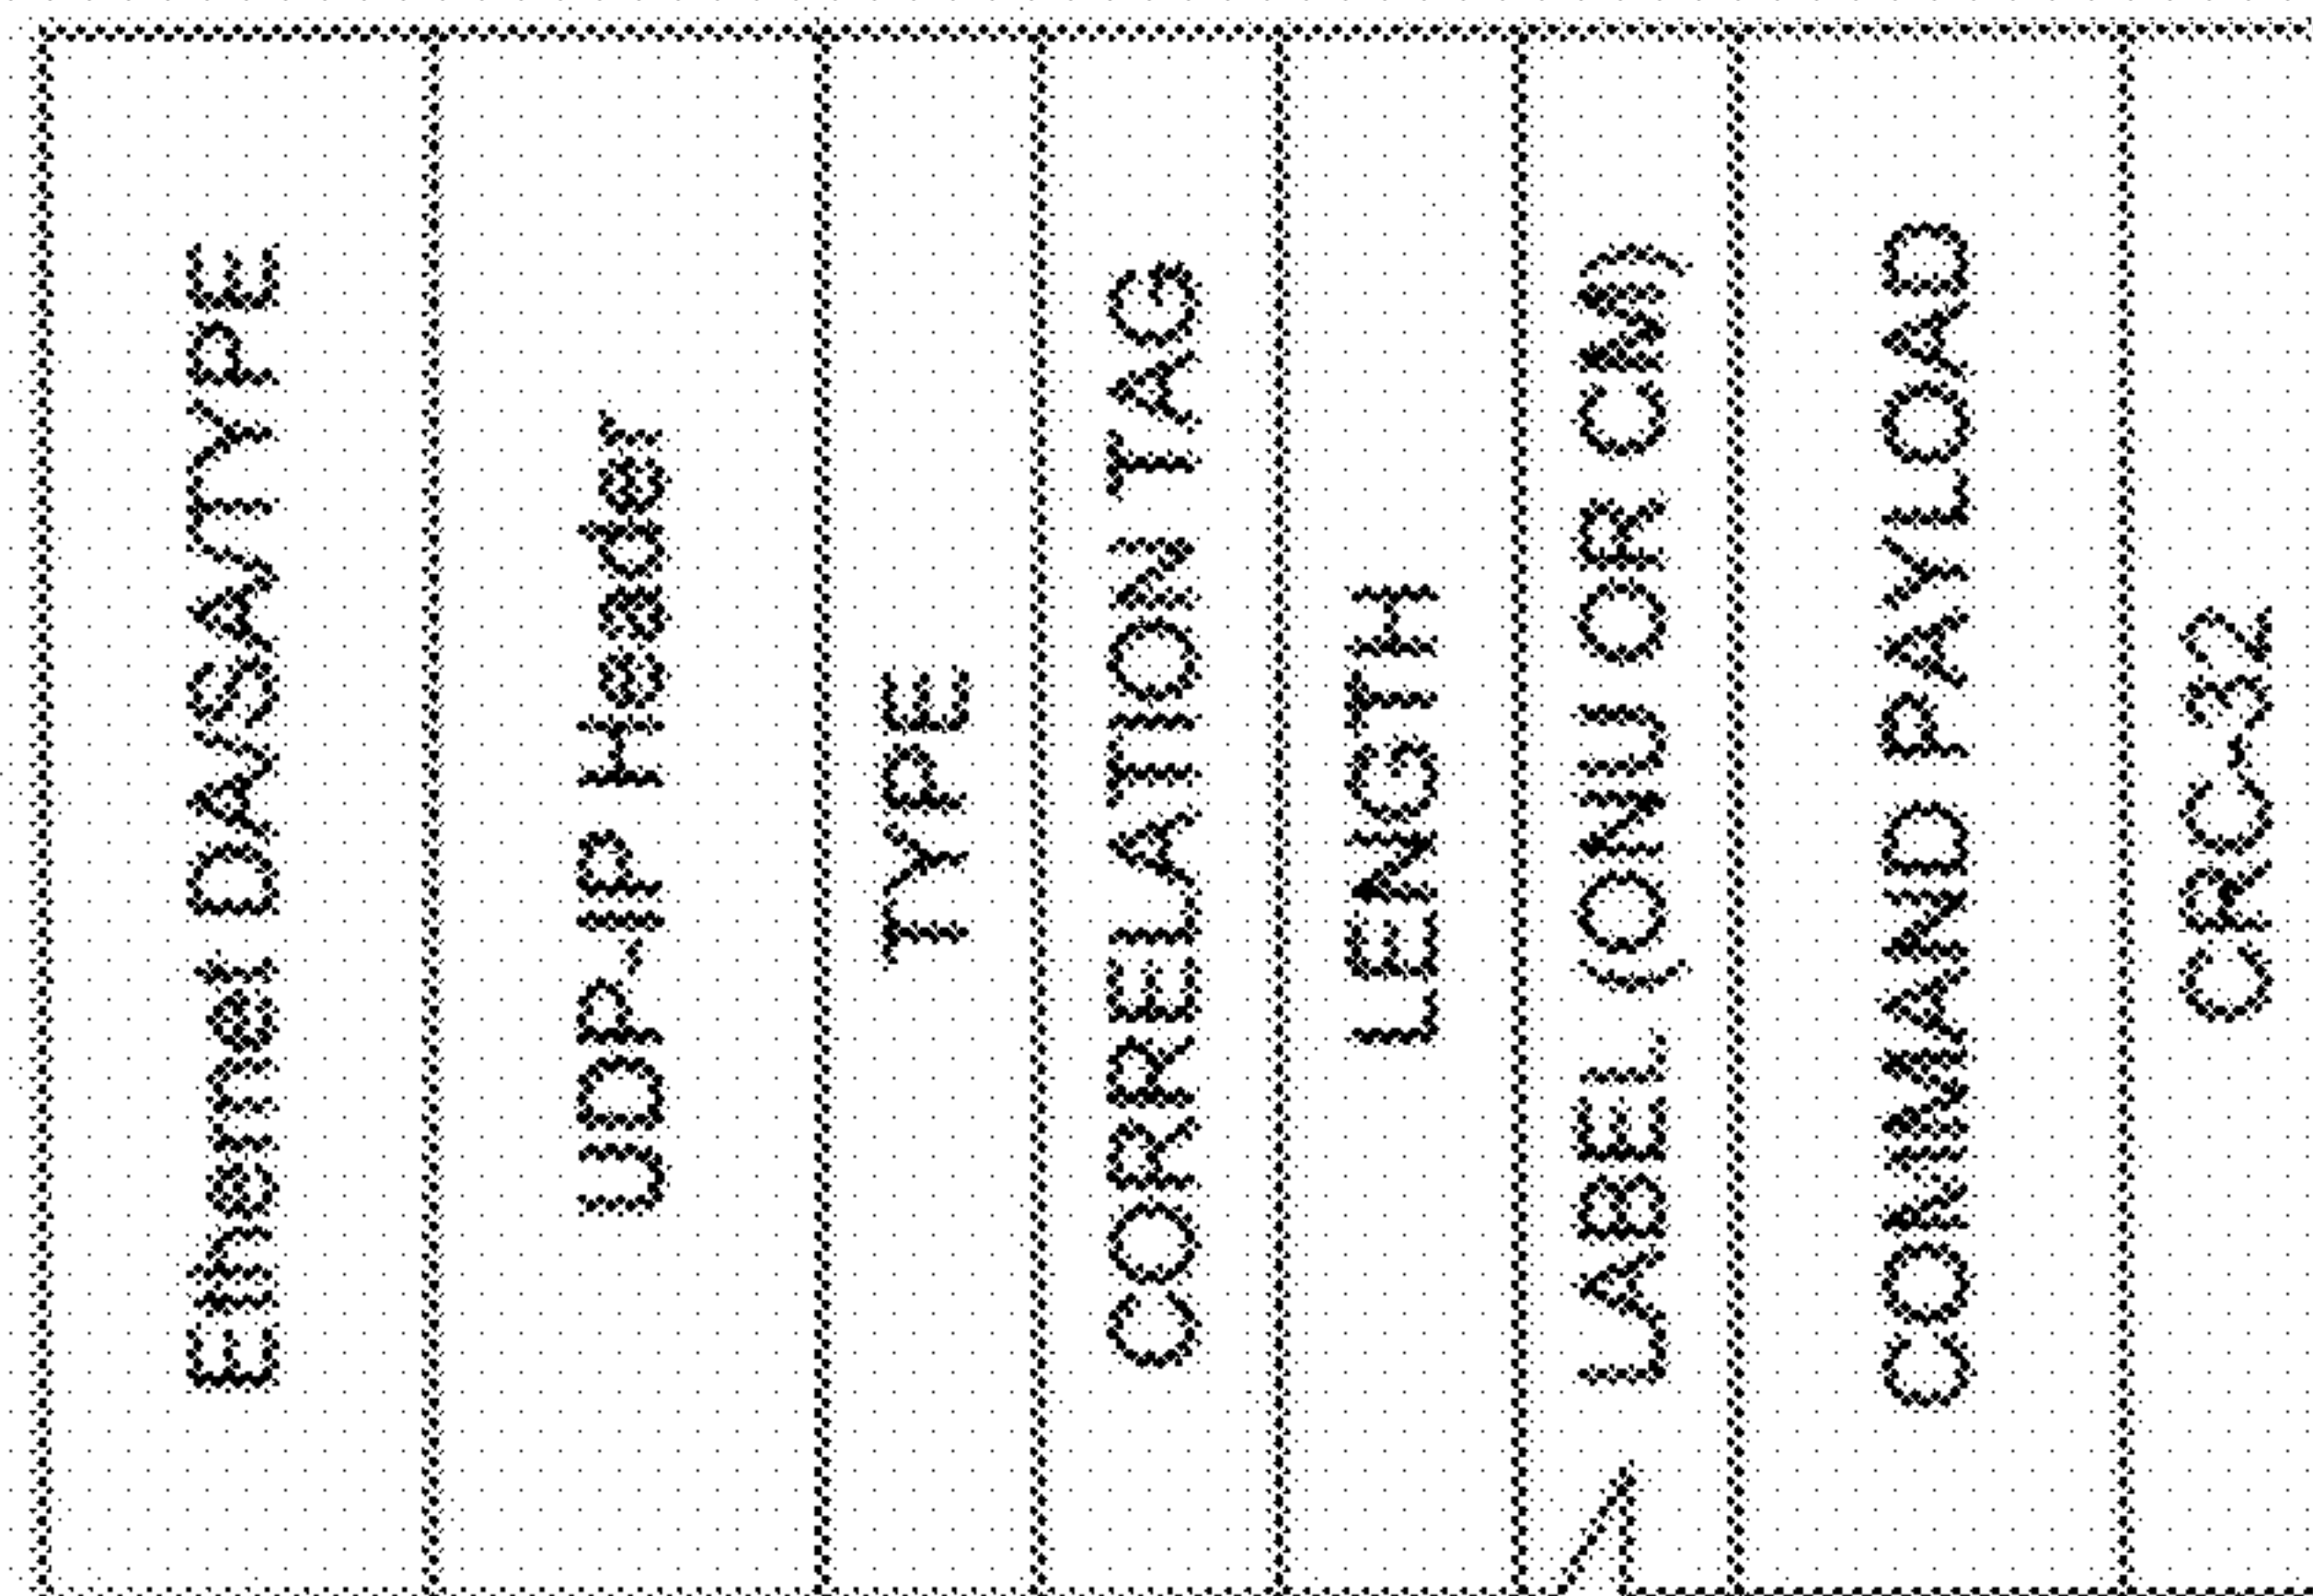 Ethernet DA/SA/TYPE
UDP-IP Header
TYPE
CORRELATION TAG
LENGTH
LABEL (ONU OR CM)
COMMAND PAYLOAD
CRC-32